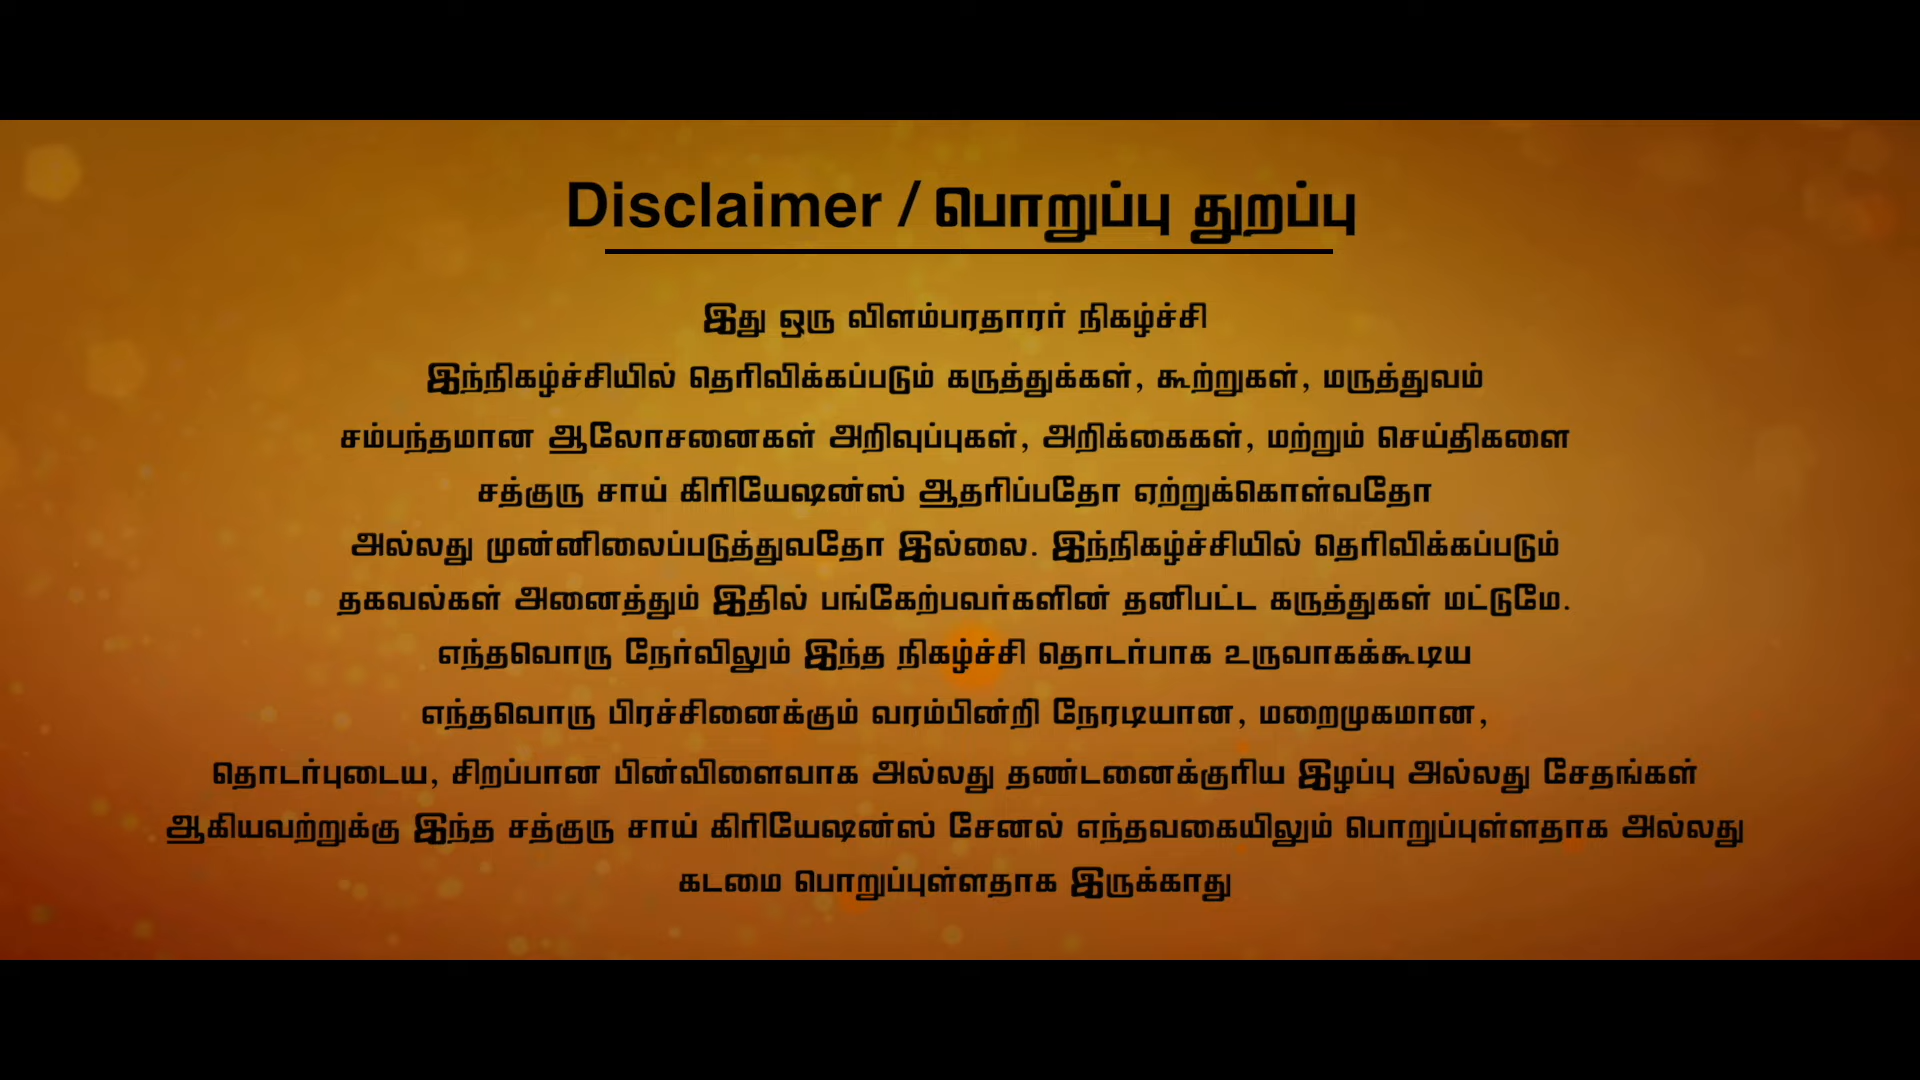 Disclaimer / பொறுப்பு துறப்பு
இது ஒரு விளம்பரதாரர் நிகழ்ச்சி
இந்நிகழ்ச்சியில் தெரிவிக்கப்படும் கருத்துக்கள், கூற்றுகள், மருத்துவம்
சம்பந்தமான ஆலோசனைகள் அறிவுப்புகள், அறிக்கைகள், மற்றும் செய்திகளை
சத்குரு சாய் கிரியேஷன்ஸ் ஆதரிப்பதோ ஏற்றுக்கொள்வதோ
அல்லது முன்னிலைப்படுத்துவதோ இல்லை. இந்நிகழ்ச்சியில் தெரிவிக்கப்படும்
தகவல்கள் அனைத்தும் இதில் பங்கேற்பவர்களின் தனிபட்ட கருத்துகள் மட்டுமே.
எந்தவொரு நேர்விலும் இந்த நிகழ்ச்சி தொடர்பாக உருவாகக்கூடிய
எந்தவொரு பிரச்சினைக்கும் வரம்பின்றி நேரடியான, மறைமுகமான,
தொடர்புடைய, சிறப்பான பின்விளைவாக அல்லது தண்டனைக்குரிய இழப்பு அல்லது சேதங்கள்
ஆகியவற்றுக்கு இந்த சத்குரு சாய் கிரியேஷன்ஸ் சேனல் எந்தவகையிலும் பொறுப்புள்ளதாக அல்லது
கடமை பொறுப்புள்ளதாக இருக்காது